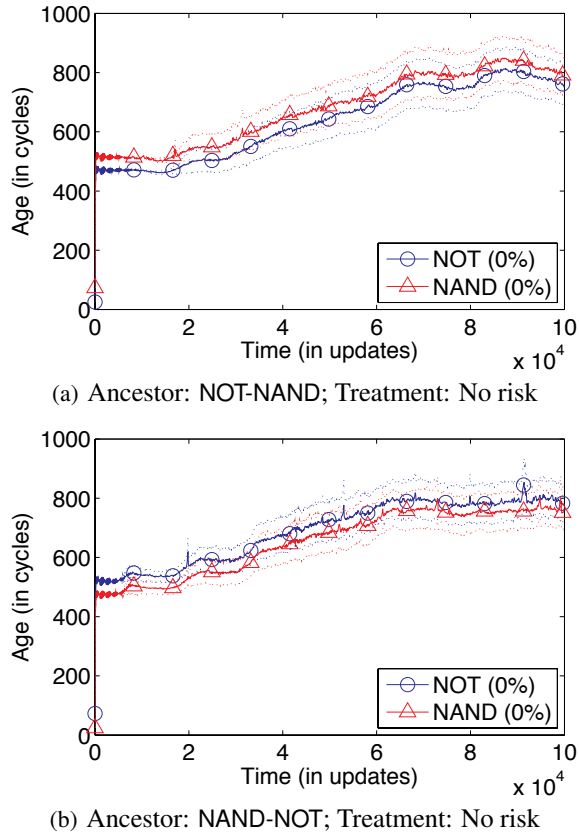 1000
800
600
400
200
0
Age (in cycles)
NOT (0%)
NAND (0%)
0 2 4 6 8 10
Time (in updates)
x 10^4
(a) Ancestor: NOT-NAND; Treatment: No risk
1000
800
600
400
200
0
Age (in cycles)
NOT (0%)
NAND (0%)
0 2 4 6 8 10
Time (in updates)
x 10^4
(b) Ancestor: NAND-NOT; Treatment: No risk